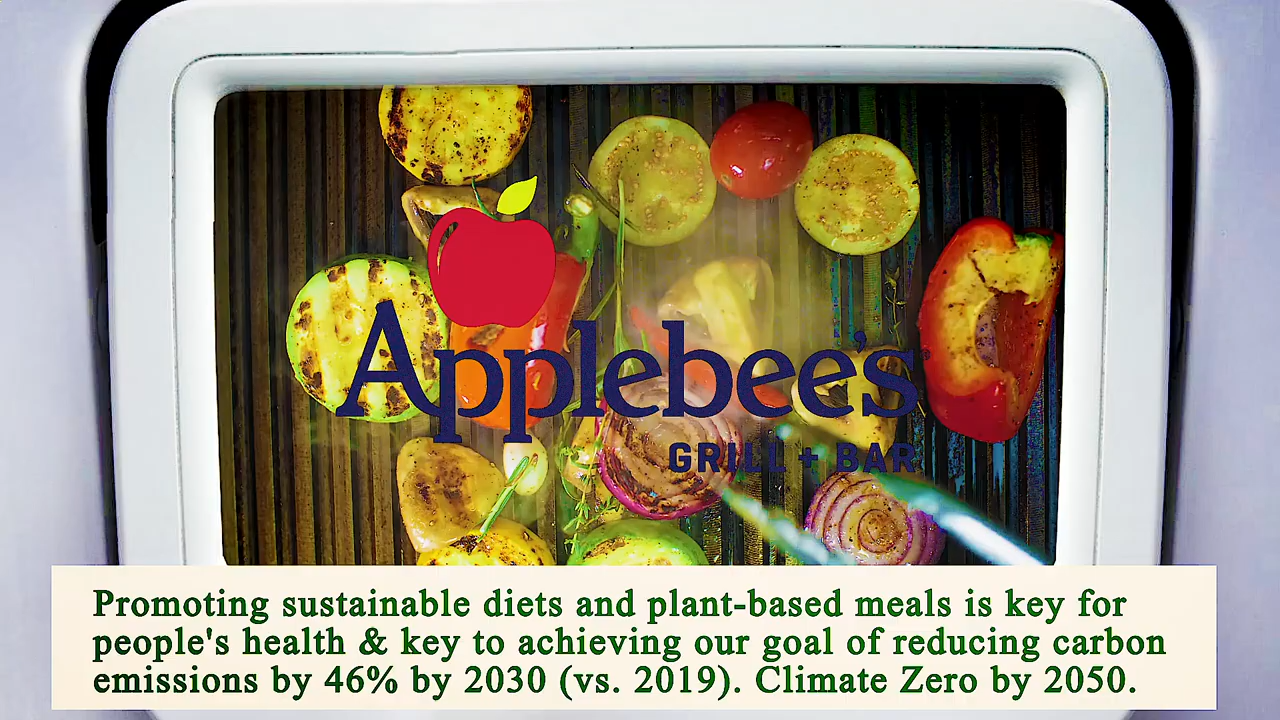 Applebee's
GRILL + BAR
Promoting sustainable diets and plant-based meals is key for
people's health & key to achieving our goal of reducing carbon
emissions by 46% by 2030 (vs. 2019). Climate Zero by 2050.